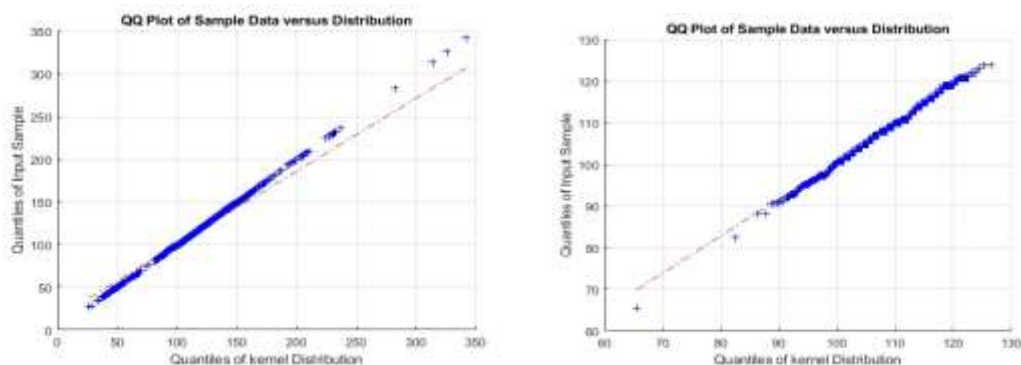 QQ Plot of Sample Data versus Distribution
350
300
250
200
150
100
50
0
Quantiles of Input Sample
0 50 100 150 200 250 300 350
Quantiles of kernel Distribution
QQ Plot of Sample Data versus Distribution
130
120
110
100
90
80
70
60
Quantiles of Input Sample
60 70 80 90 100 110 120 130
Quantiles of kernel Distribution